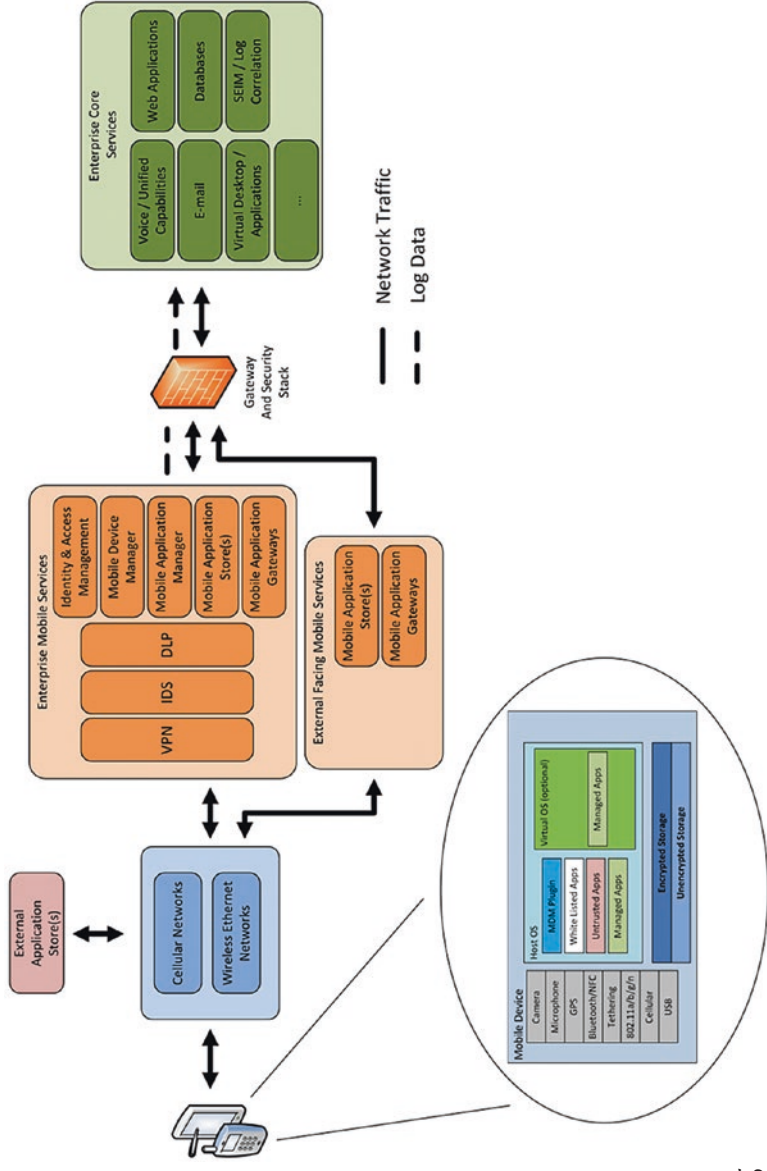 External
Application
Store(s)
Cellular Networks
Wireless Ethernet
Networks
Enterprise Mobile Services
VPN
IDS
DLP
Identity & Access
Management
Mobile Device
Manager
Mobile Application
Manager
Mobile Application
Store(s)
Mobile Application
Gateways
External Facing Mobile Services
Mobile Application
Store(s)
Mobile Application
Gateways
Gateway
And Security
Stack
Enterprise Core
Services
Voice / Unified
Capabilities
Web Applications
E-mail
Databases
Virtual Desktop /
Applications
SEIM / Log
Correlation
...
Network Traffic
Log Data
Mobile Device
Camera
Microphone
GPS
Bluetooth/NFC
Tethering
802.11a/b/g/n
Cellular
USB
Host OS
MDM Plugin
White Listed Apps
Untrusted Apps
Managed Apps
Virtual OS (optional)
Managed Apps
Encrypted Storage
Unencrypted Storage